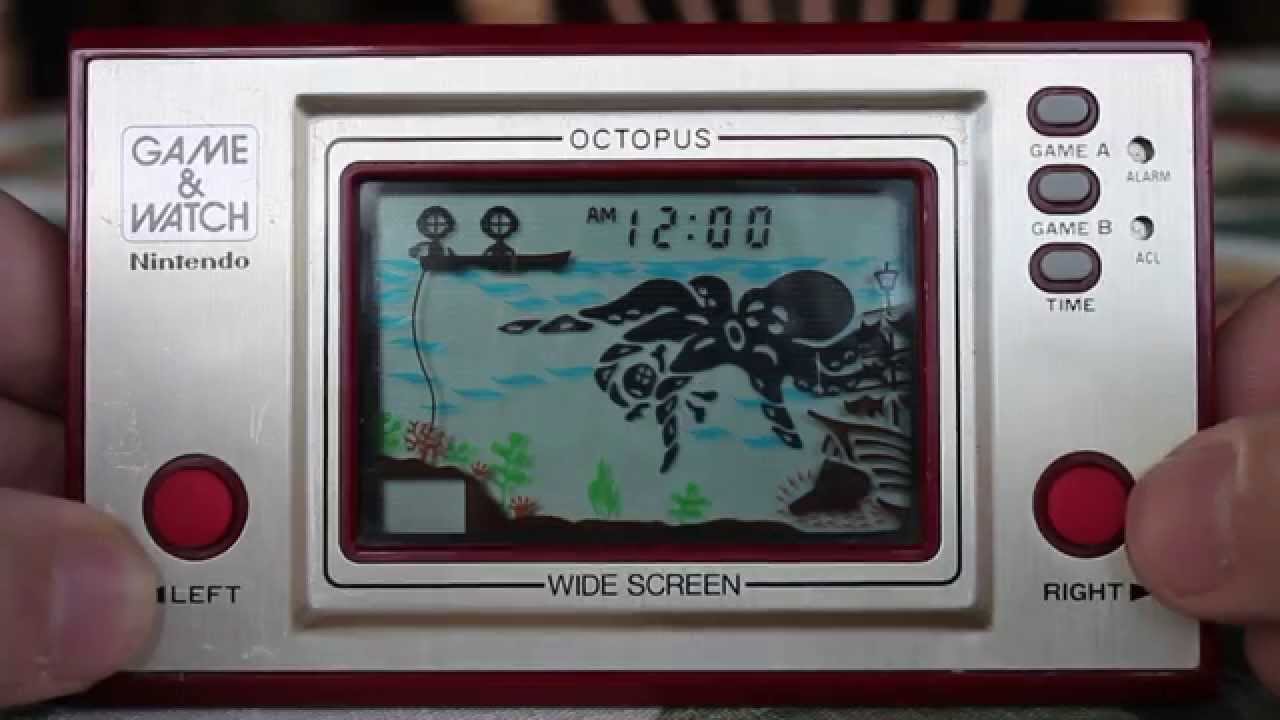 GAME
&
WATCH
Nintendo
OCTOPUS
AM 12:00
GAME A
ALARM
GAME B
ACL
TIME
◀LEFT
RIGHT▶
WIDE SCREEN